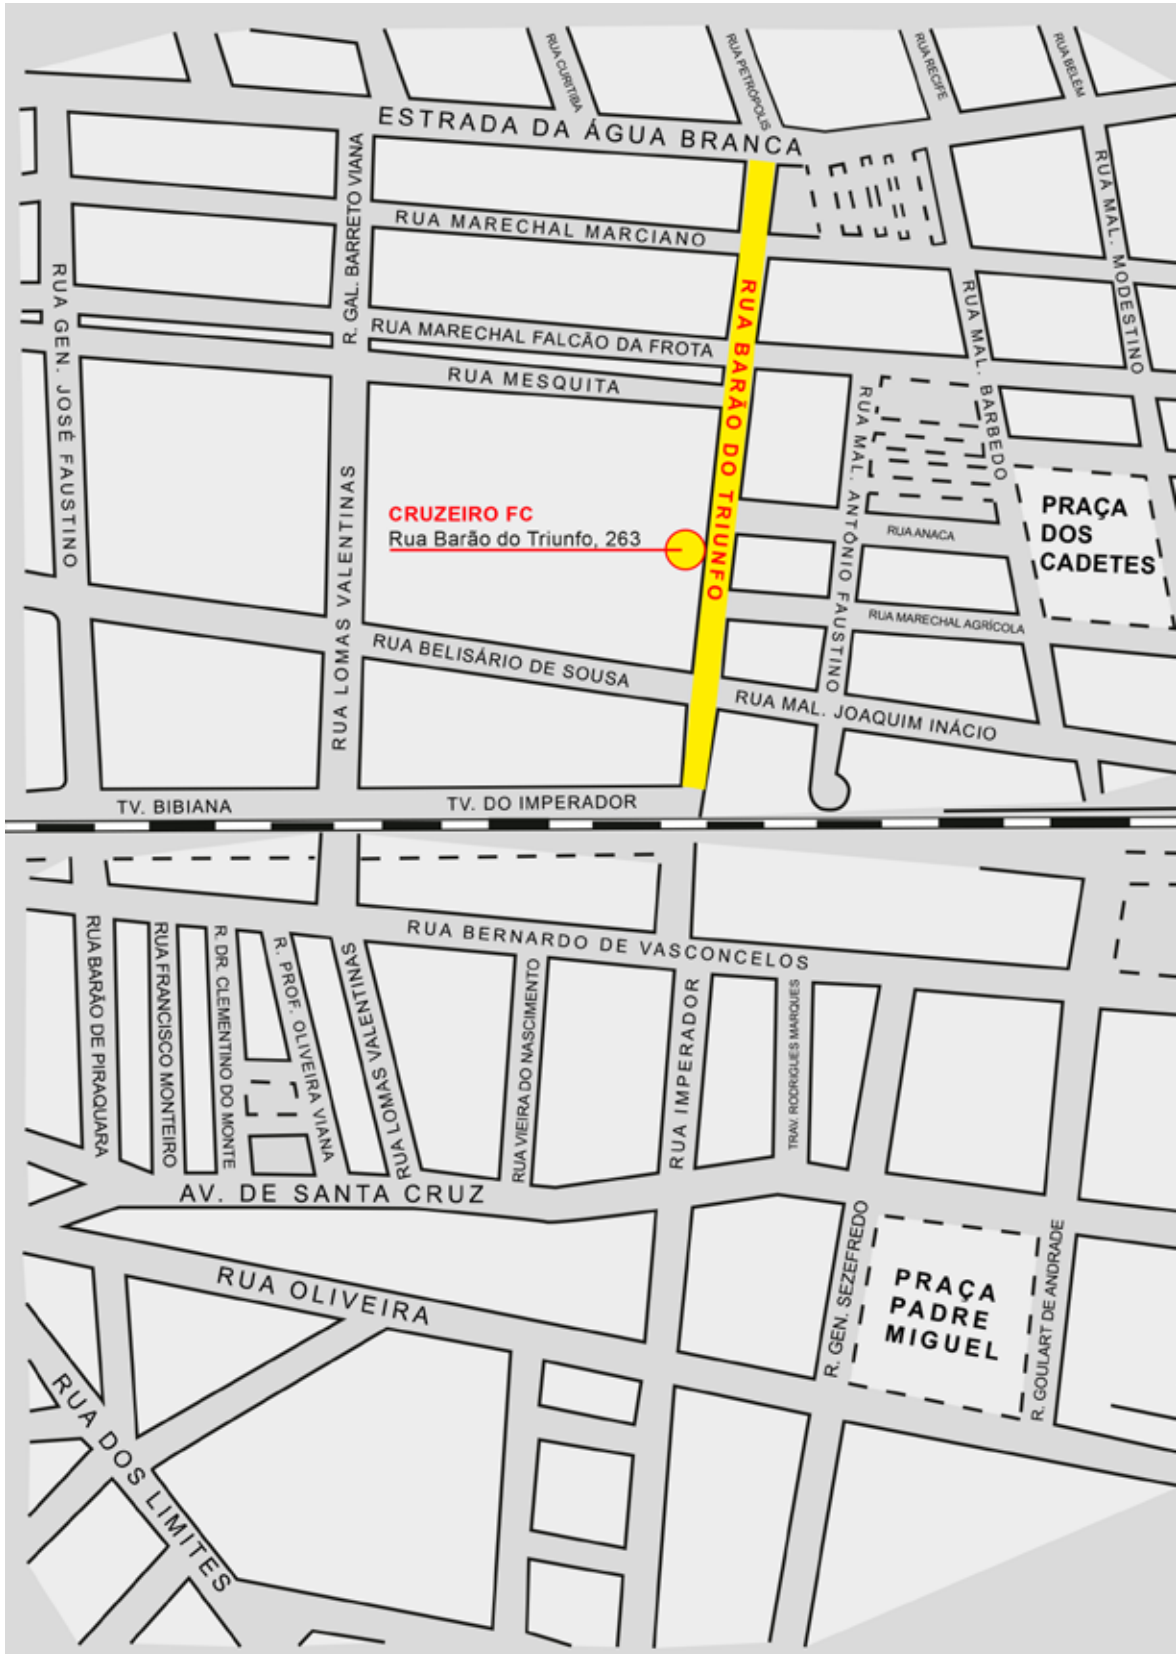 RUA CURITIBA
RUA PETRÓPOLIS
RUA RECIFE
RUA BELÉM
ESTRADA DA ÁGUA BRANCA
R. GAL. BARRETO VIANA
RUA MAL. MODESTINO
RUA MARECHAL MARCIANO
RUA GEN. JOSÉ FAUSTINO
RUA BARÃO DO TRIUNFO
RUA MAL. BARBEDO
RUA MARECHAL FALCÃO DA FROTA
RUA MESQUITA
RUA MAL. ANTÔNIO FAUSTINO
RUA LOMAS VALENTINAS
PRAÇA
DOS
CADETES
CRUZEIRO FC
Rua Barão do Triunfo, 263
RUA ANACA
RUA MARECHAL AGRÍCOLA
RUA BELISÁRIO DE SOUSA
RUA MAL. JOAQUIM INÁCIO
TV. BIBIANA
TV. DO IMPERADOR
RUA BARÃO DE PIRAQUARA
RUA FRANCISCO MONTEIRO
R. DR. CLEMENTINO DO MONTE
R. PROF. OLIVEIRA VIANA
RUA LOMAS VALENTINAS
RUA BERNARDO DE VASCONCELOS
RUA VIEIRA DO NASCIMENTO
RUA IMPERADOR
TRAV. RODRIGUES MARQUES
AV. DE SANTA CRUZ
R. GEN. SEZEFREDO
R. GOULART DE ANDRADE
RUA OLIVEIRA
PRAÇA
PADRE
MIGUEL
RUA DOS LIMITES